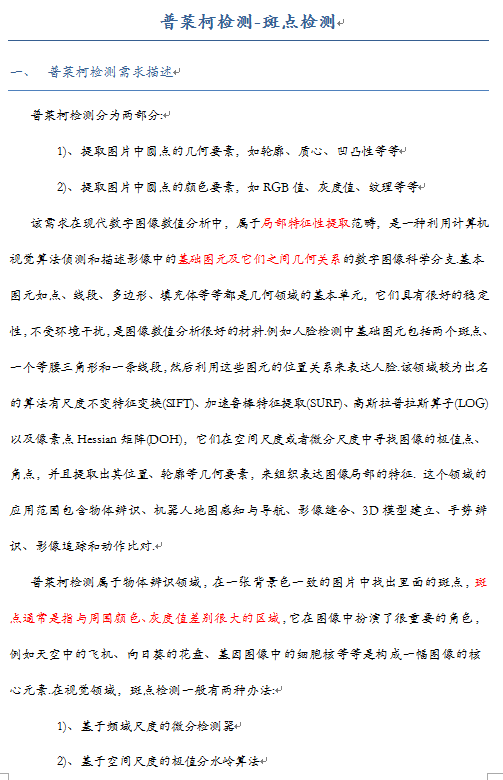 普莱柯检测-斑点检测
一、 普莱柯检测需求描述
普莱柯检测分为两部分:
1)、提取图片中圆点的几何要素，如轮廓、质心、凹凸性等等
2)、提取图片中圆点的颜色要素，如 RGB 值、灰度值、纹理等等
该需求在现代数字图像数值分析中，属于局部特征性提取范畴，是一种利用计算机
视觉算法侦测和描述影像中的基础图元及它们之间几何关系的数字图像科学分支.基本
图元如点、线段、多边形、填充体等等都是几何领域的基本单元，它们具有很好的稳定
性,不受环境干扰,是图像数值分析很好的材料.例如人脸检测中基础图元包括两个斑点、
一个等腰三角形和一条线段,然后利用这些图元的位置关系来表达人脸.该领域较为出名
的算法有尺度不变特征变换(SIFT)、加速鲁棒特征提取(SURF)、高斯拉普拉斯算子(LOG)
以及像素点 Hessian 矩阵(DOH)，它们在空间尺度或者微分尺度中寻找图像的极值点、
角点，并且提取出其位置、轮廓等几何要素，来组织表达图像局部的特征. 这个领域的
应用范围包含物体辨识、机器人地图感知与导航、影像缝合、3D 模型建立、手势辨
识、影像追踪和动作比对.
普莱柯检测属于物体辨识领域，在一张背景色一致的图片中找出里面的斑点，斑
点通常是指与周围颜色、灰度值差别很大的区域,它在图像中扮演了很重要的角色，
例如天空中的飞机、向日葵的花盘、基因图像中的细胞核等等是构成一幅图像的核
心元素.在视觉领域，斑点检测一般有两种办法:
1)、基于频域尺度的微分检测器
2)、基于空间尺度的极值分水岭算法